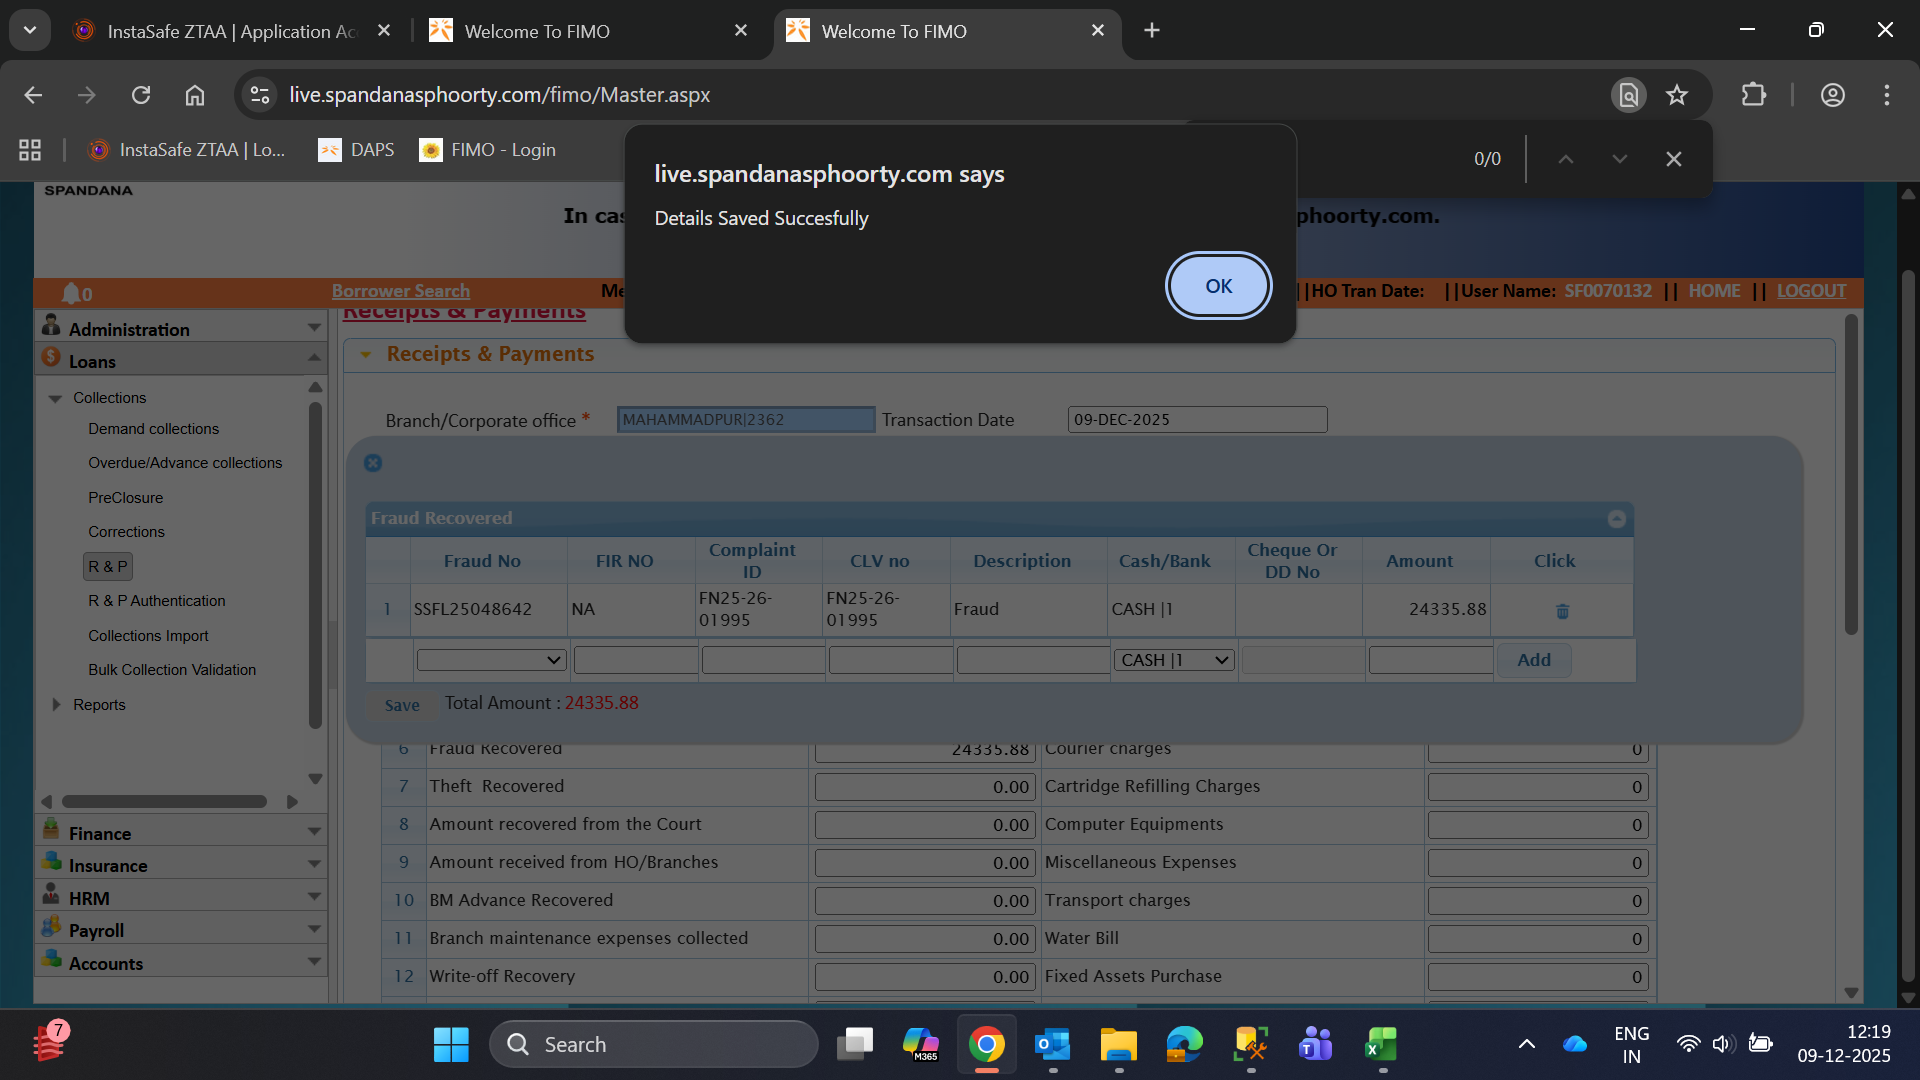 InstaSafe ZTAA | Application Ac
Welcome To FIMO
Welcome To FIMO
live.spandanasphoorty.com/fimo/Master.aspx
InstaSafe ZTAA | Lo...
DAPS
FIMO - Login
0/0
live.spandanasphoorty.com says
Details Saved Succesfully
OK
SPANDANA
In cas
phoorty.com.
0
Borrower Search
Me
||HO Tran Date:
||User Name: SF0070132 || HOME || LOGOUT
Administration
Loans
Collections
Demand collections
Overdue/Advance collections
PreClosure
Corrections
R & P
R & P Authentication
Collections Import
Bulk Collection Validation
Reports
Finance
Insurance
HRM
Payroll
Accounts
Receipts & Payments
Receipts & Payments
Branch/Corporate office *
MAHAMMADPUR|2362
Transaction Date
09-DEC-2025
Fraud Recovered
Fraud No
FIR NO
Complaint ID
CLV no
Description
Cash/Bank
Cheque Or DD No
Amount
Click
1
SSFL25048642
NA
FN25-26-01995
FN25-26-01995
Fraud
CASH |1
24335.88
CASH |1
Add
Save
Total Amount : 24335.88
6 Fraud Recovered 24335.88 Courier charges 0
7 Theft Recovered 0.00 Cartridge Refilling Charges 0
8 Amount recovered from the Court 0.00 Computer Equipments 0
9 Amount received from HO/Branches 0.00 Miscellaneous Expenses 0
10 BM Advance Recovered 0.00 Transport charges 0
11 Branch maintenance expenses collected 0.00 Water Bill 0
12 Write-off Recovery 0.00 Fixed Assets Purchase 0
7
Search
M365
ENG
IN
12:19
09-12-2025